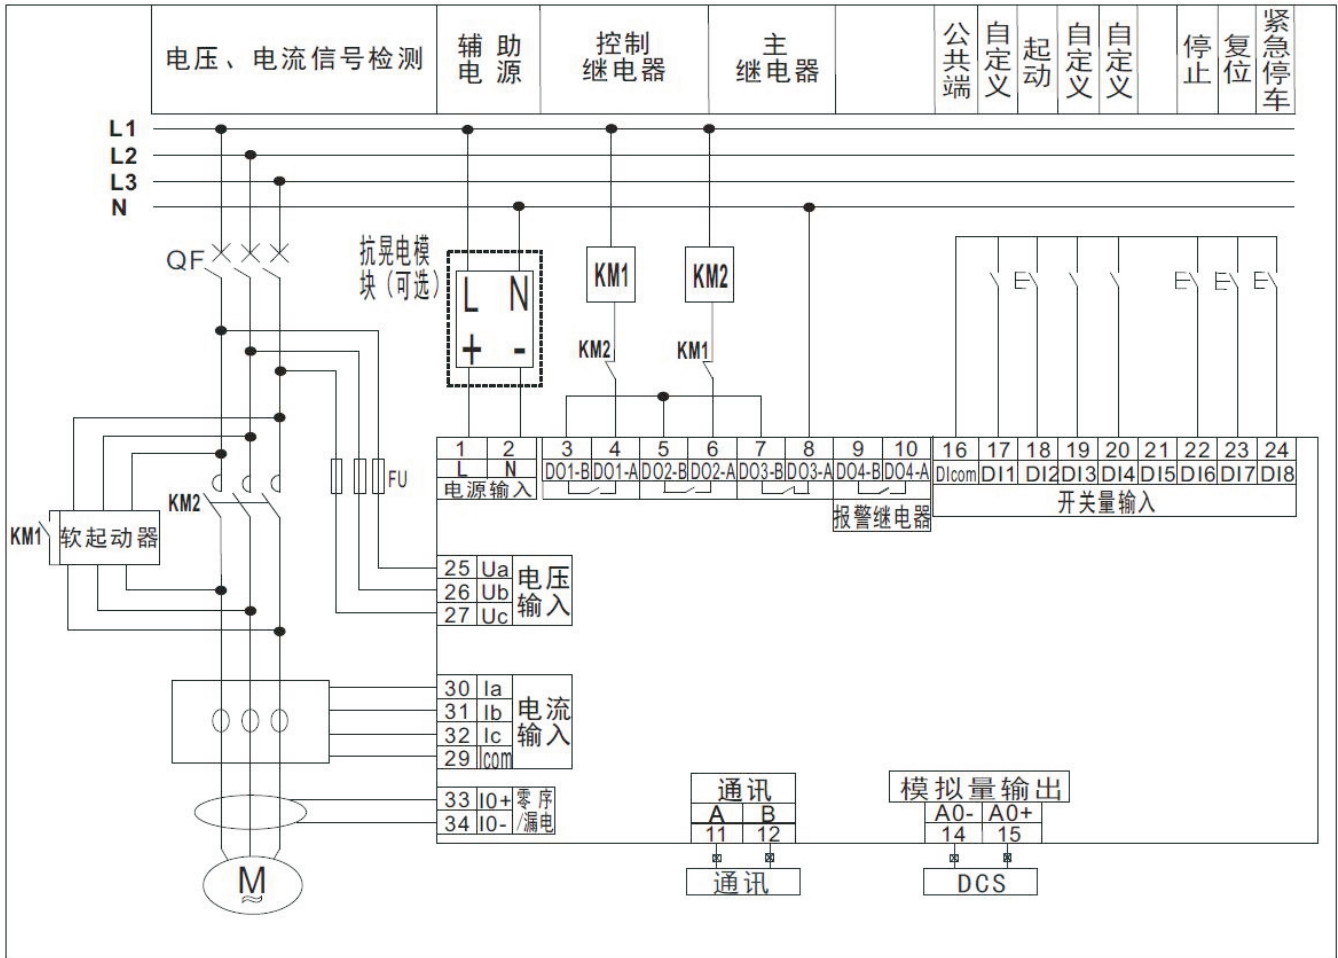 电压、电流信号检测
辅助
电源
控制
继电器
主
继电器
公共端
自定义
起动
自定义
自定义
停止
复位
紧急停车
L1
L2
L3
N
QF
抗晃电模
块（可选）
L N
+ -
KM1
KM2
KM2
KM1
FU
KM2
KM1
软起动器
1 2 3 4 5 6 7 8 9 10 16 17 18 19 20 21 22 23 24
L N DO1-B DO1-A DO2-B DO2-A DO3-B DO3-A DO4-B DO4-A DIcom DI1 DI2 DI3 DI4 DI5 DI6 DI7 DI8
电源输入
报警继电器
开关量输入
25 Ua
26 Ub
27 Uc
电压
输入
30 Ia
31 Ib
32 Ic
29 Icom
电流
输入
33 I0+ 零序
34 I0- /漏电
M
≈
通讯
A B
11 12
通讯
模拟量输出
A0- A0+
14 15
DCS
E
E
E
E